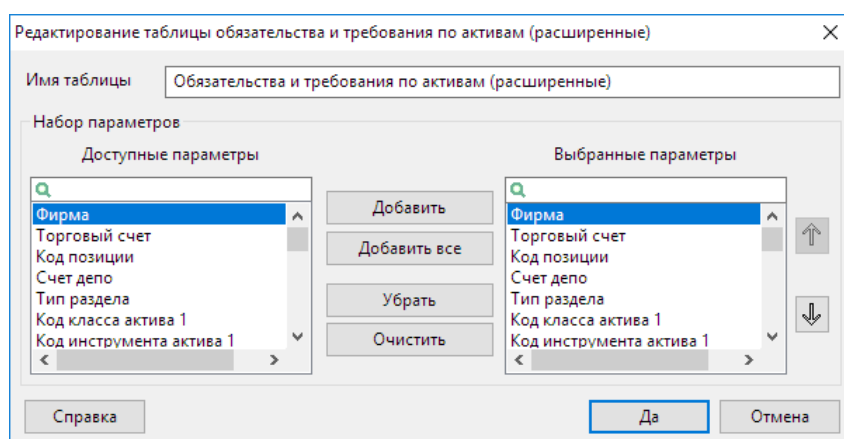 Редактирование таблицы обязательства и требования по активам (расширенные)
Имя таблицы
Обязательства и требования по активам (расширенные)
Набор параметров
Доступные параметры
Фирма
Торговый счет
Код позиции
Счет депо
Тип раздела
Код класса актива 1
Код инструмента актива 1
Добавить
Добавить все
Убрать
Очистить
Выбранные параметры
Фирма
Торговый счет
Код позиции
Счет депо
Тип раздела
Код класса актива 1
Код инструмента актива 1
Справка
Да
Отмена